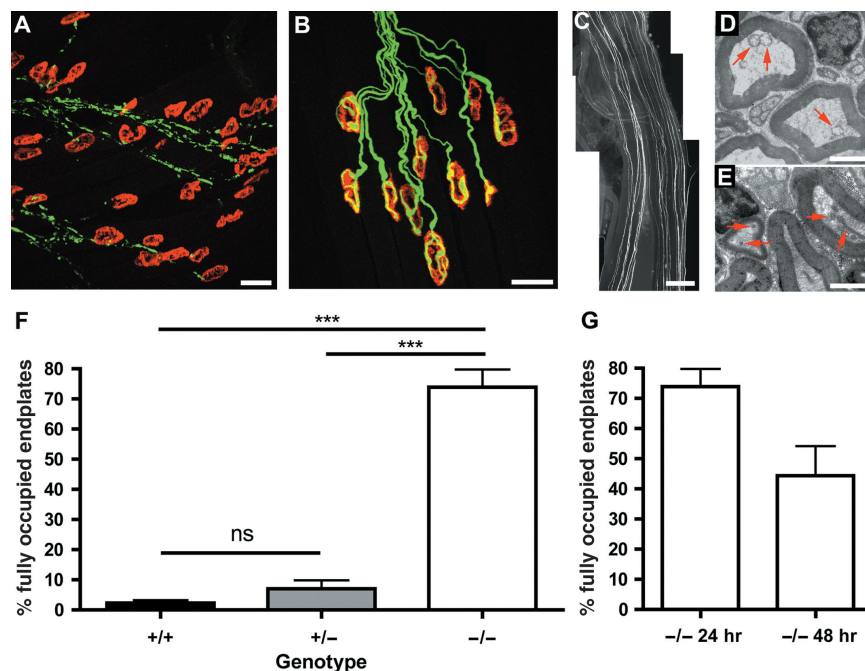 A
B
C
D
E
F
***
***
ns
% fully occupied endplates
80
70
60
50
40
30
20
10
0
+/+
+/−
−/−
Genotype
G
% fully occupied endplates
80
70
60
50
40
30
20
10
0
−/− 24 hr
−/− 48 hr